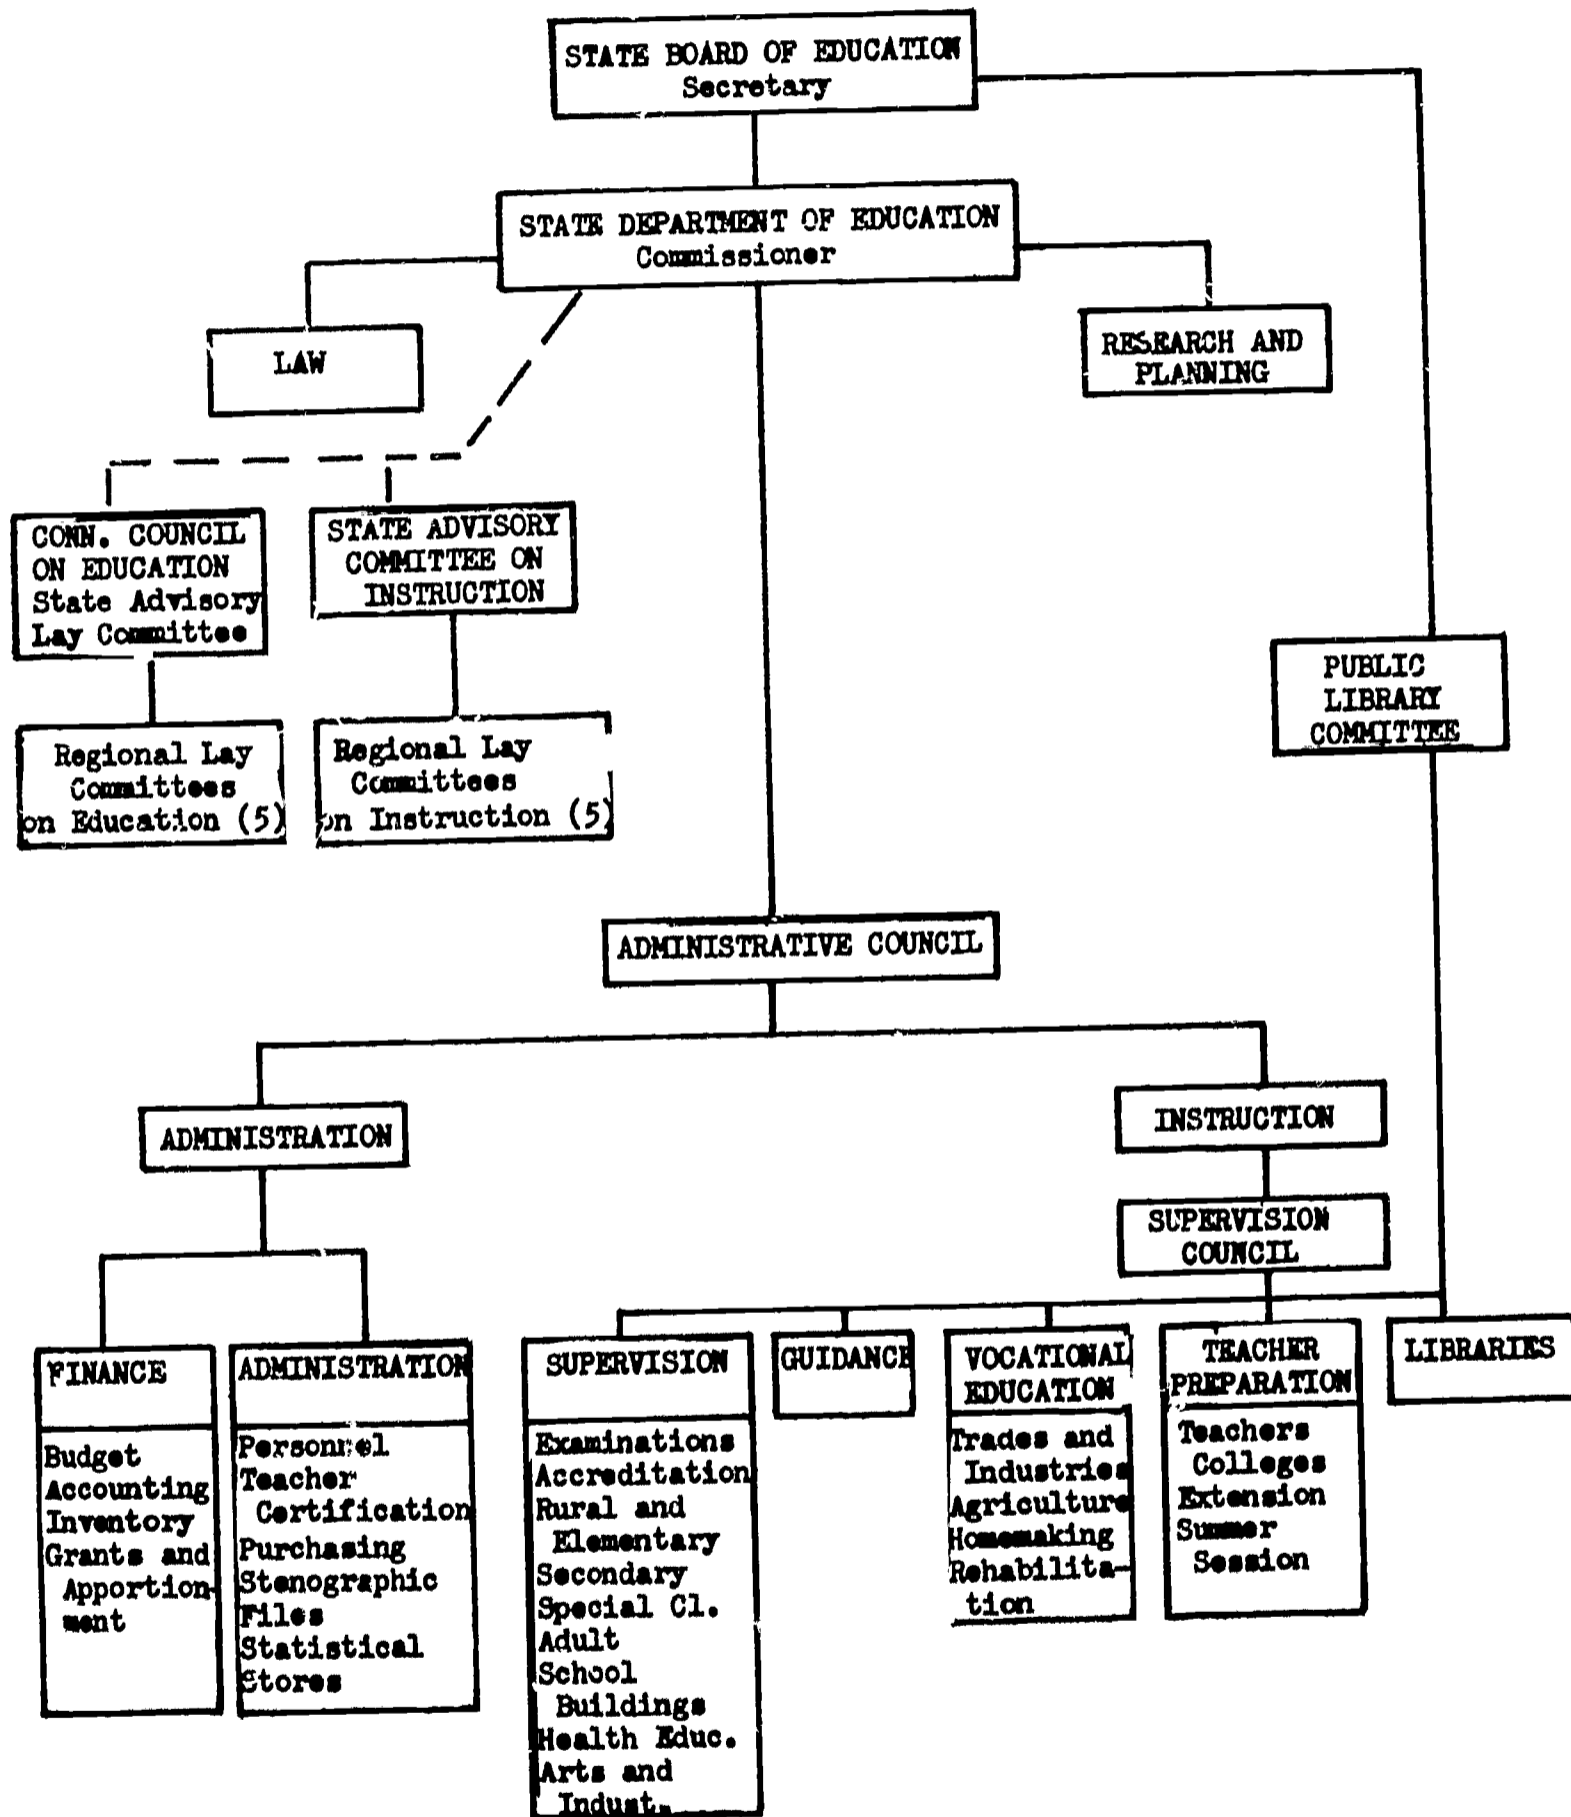 STATE BOARD OF EDUCATION
Secretary
STATE DEPARTMENT OF EDUCATION
Commissioner
LAW
RESEARCH AND
PLANNING
CONN. COUNCIL
ON EDUCATION
State Advisory
Lay Committee
STATE ADVISORY
COMMITTEE ON
INSTRUCTION
Regional Lay
Committees
on Education (5)
Regional Lay
Committees
on Instruction (5)
PUBLIC
LIBRARY
COMMITTEE
ADMINISTRATIVE COUNCIL
ADMINISTRATION
INSTRUCTION
SUPERVISION
COUNCIL
FINANCE
Budget
Accounting
Inventory
Grants and
Apportion-
ment
ADMINISTRATION
Personnel
Teacher
Certification
Purchasing
Stenographic
Files
Statistical
Stores
SUPERVISION
Examinations
Accreditation
Rural and
Elementary
Secondary
Special Cl.
Adult
School
Buildings
Health Educ.
Arts and
Indust.
GUIDANCE
VOCATIONAL
EDUCATION
Trades and
Industries
Agriculture
Homemaking
Rehabilita-
tion
TEACHER
PREPARATION
Teachers
Colleges
Extension
Summer
Session
LIBRARIES